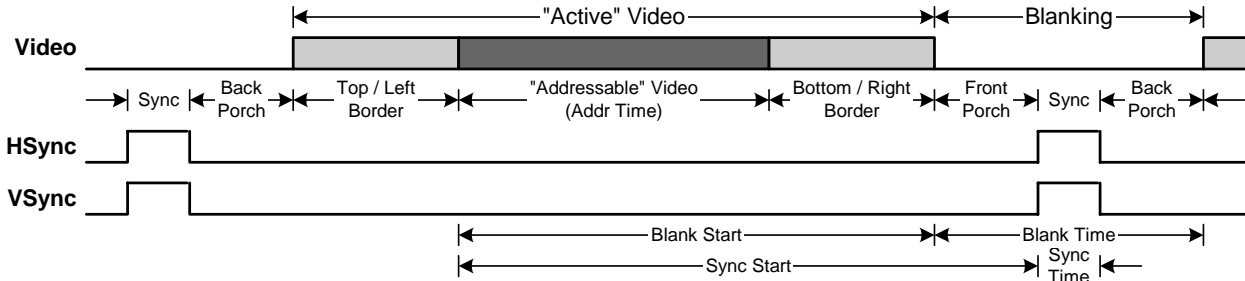 "Active" Video
Blanking
Video
Sync
Back
Porch
Top / Left
Border
"Addressable" Video
(Addr Time)
Bottom / Right
Border
Front
Porch
Sync
Back
Porch
HSync
VSync
Blank Start
Blank Time
Sync Start
Sync
Time